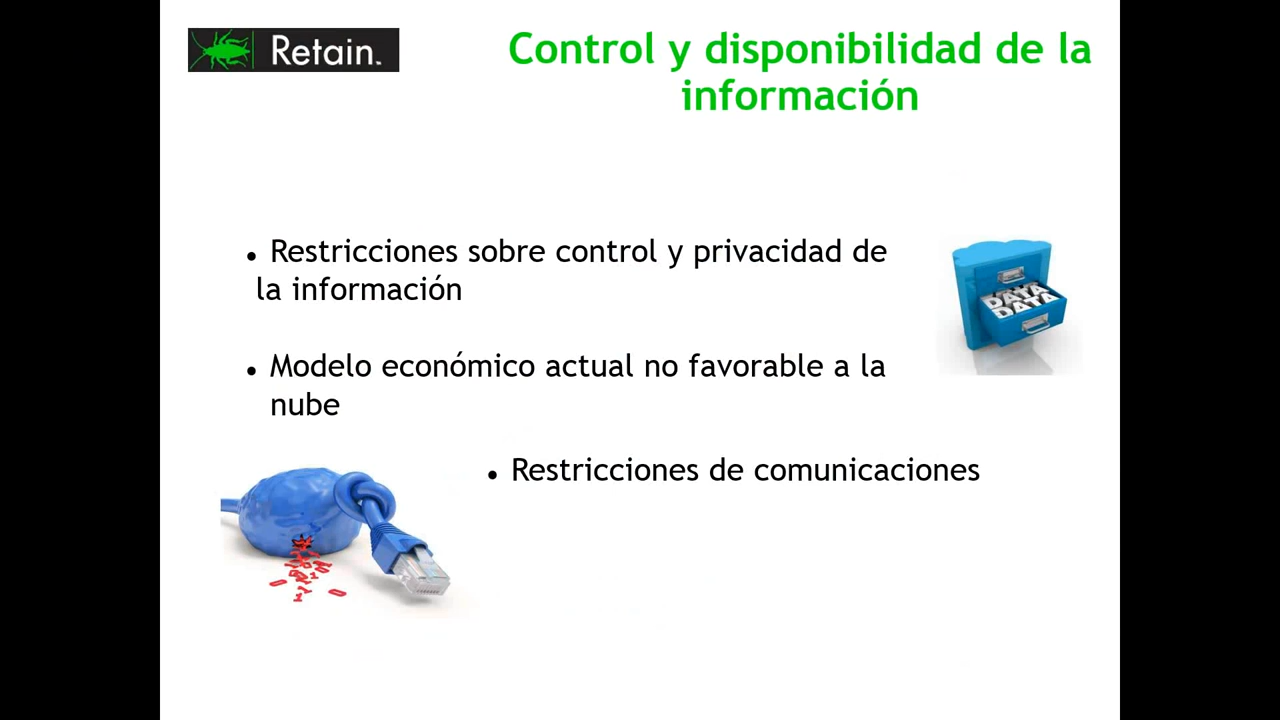 Retain™
Control y disponibilidad de la
información
• Restricciones sobre control y privacidad de
la información
DATA
DATA
• Modelo económico actual no favorable a la
nube
• Restricciones de comunicaciones